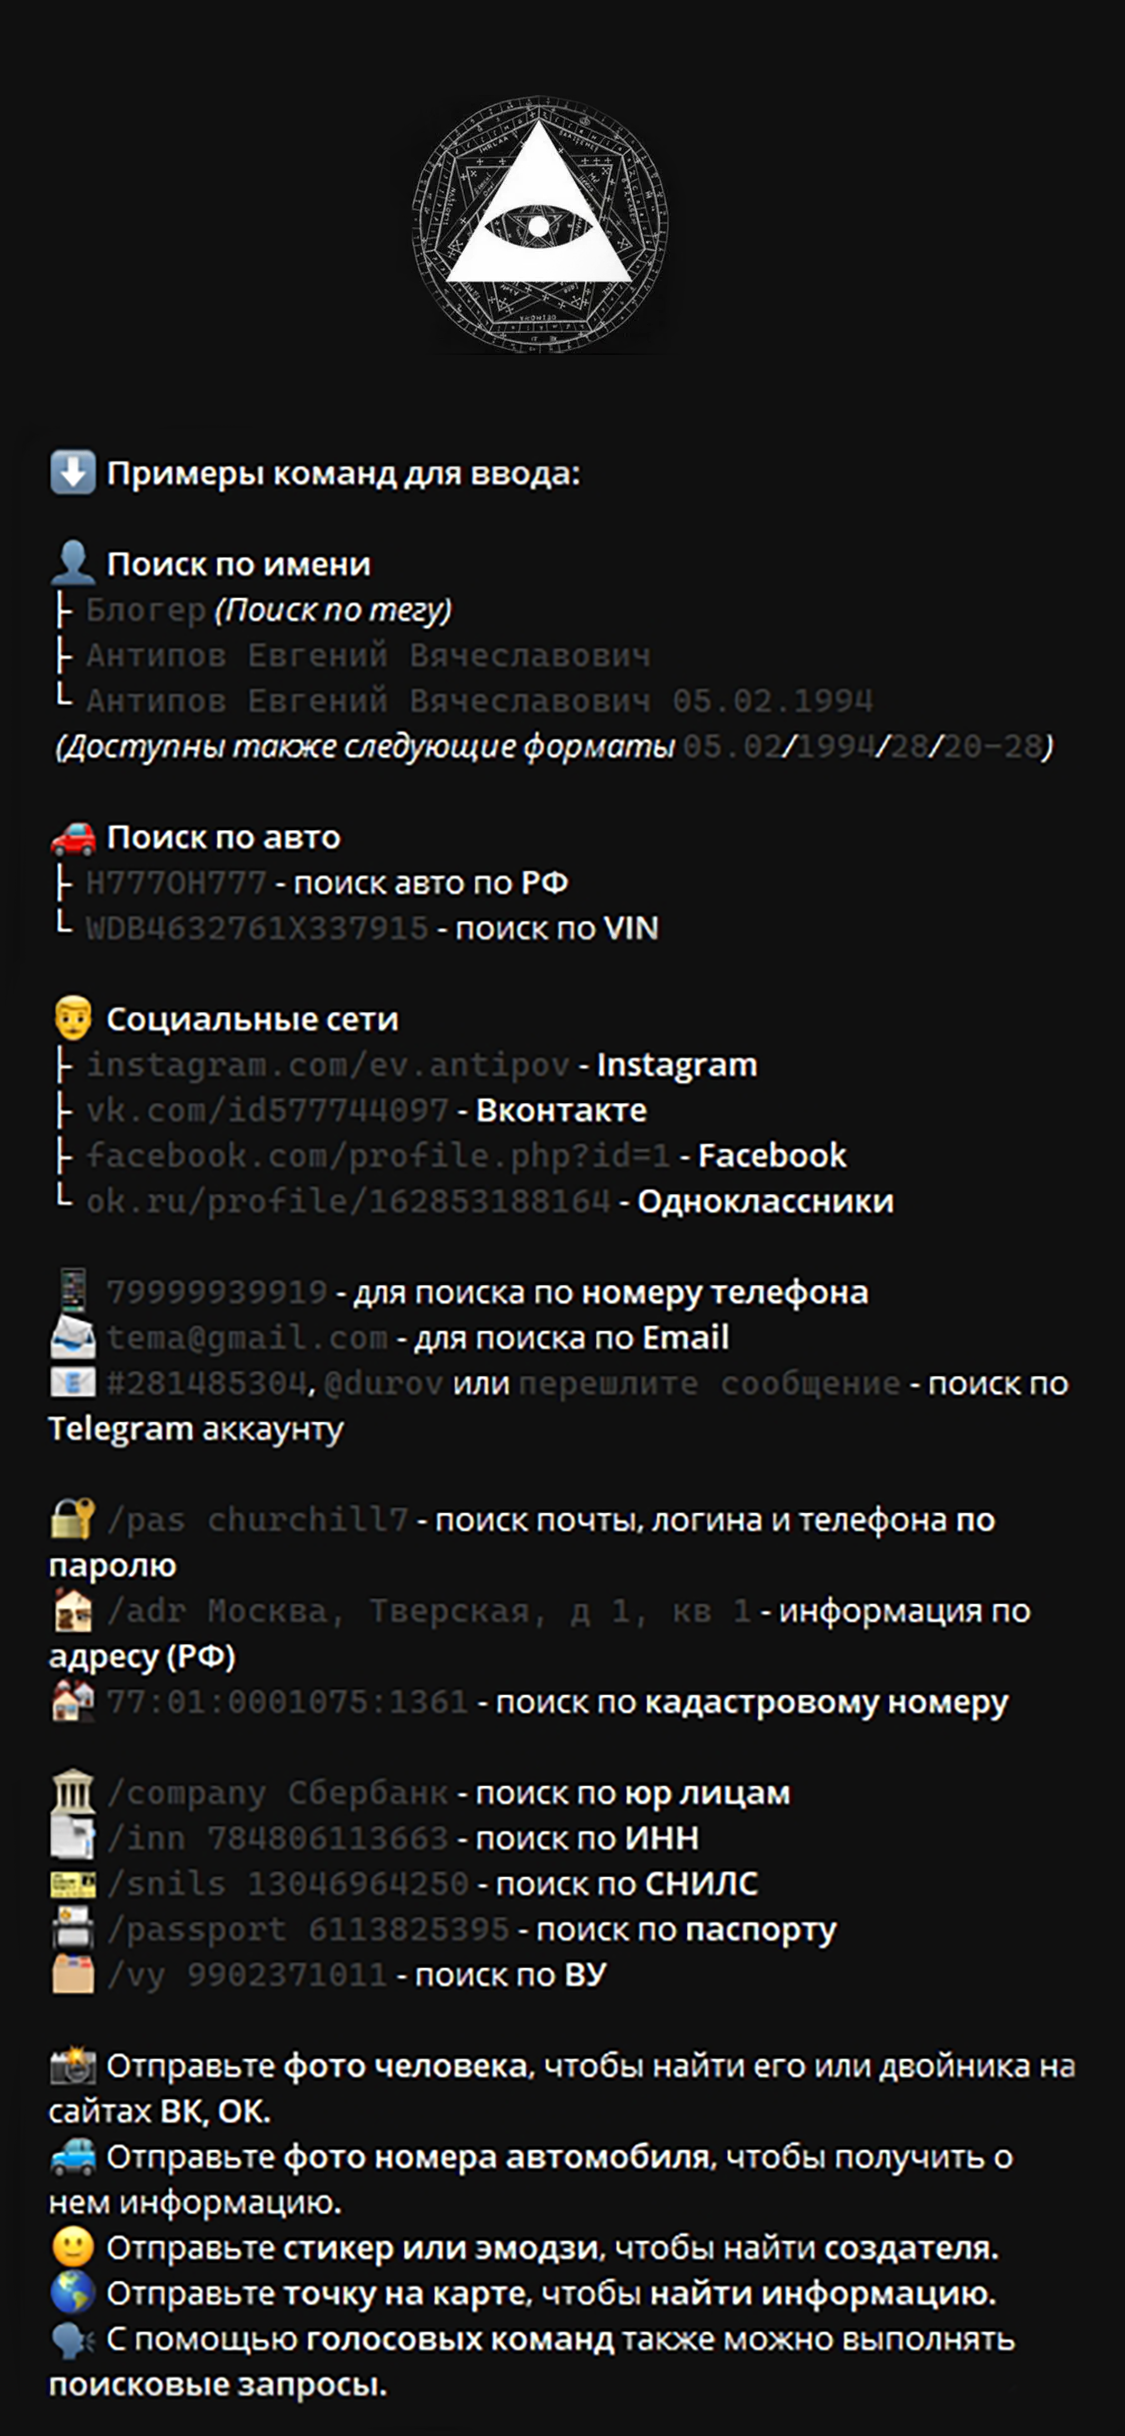 Примеры команд для ввода:
Поиск по имени
├ Блогер (Поиск по тегу)
├ Антипов Евгений Вячеславович
└ Антипов Евгений Вячеславович 05.02.1994
(Доступны также следующие форматы 05.02/1994/28/20-28)
Поиск по авто
├ Н777ОН777 - поиск авто по РФ
└ WDB4632761X337915 - поиск по VIN
Социальные сети
├ instagram.com/ev.antipov - Instagram
├ vk.com/id577744097 - Вконтакте
├ facebook.com/profile.php?id=1 - Facebook
└ ok.ru/profile/162853188164 - Одноклассники
79999939919 - для поиска по номеру телефона
tema@gmail.com - для поиска по Email
#281485304, @durov или перешлите сообщение - поиск по
Telegram аккаунту
/pas churchill7 - поиск почты, логина и телефона по
паролю
/adr Москва, Тверская, д 1, кв 1 - информация по
адресу (РФ)
77:01:0001075:1361 - поиск по кадастровому номеру
/company Сбербанк - поиск по юр лицам
/inn 784806113663 - поиск по ИНН
/snils 13046964250 - поиск по СНИЛС
/passport 6113825395 - поиск по паспорту
/vy 9902371011 - поиск по ВУ
Отправьте фото человека, чтобы найти его или двойника на
сайтах ВК, ОК.
Отправьте фото номера автомобиля, чтобы получить о
нем информацию.
Отправьте стикер или эмодзи, чтобы найти создателя.
Отправьте точку на карте, чтобы найти информацию.
С помощью голосовых команд также можно выполнять
поисковые запросы.